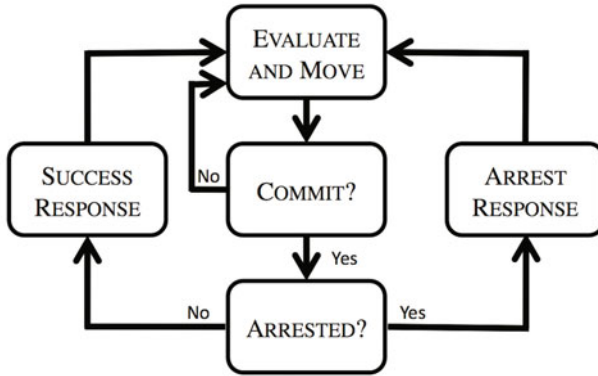 EVALUATE
AND MOVE
SUCCESS
RESPONSE
No
COMMIT?
ARREST
RESPONSE
Yes
No
ARRESTED?
Yes